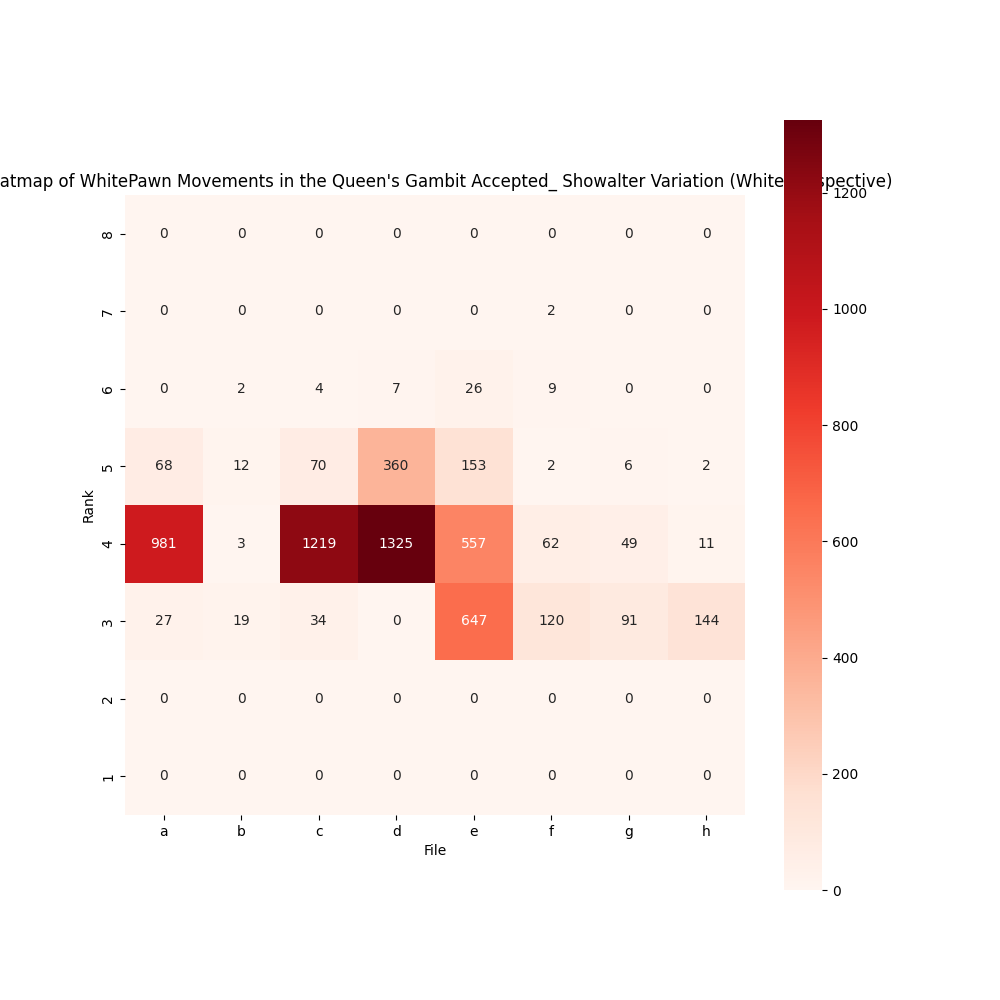 atmap of WhitePawn Movements in the Queen's Gambit Accepted_ Showalter Variation (White spective)
1200
1000
800
600
400
200
0
8 0 0 0 0 0 0 0 0
7 0 0 0 0 0 2 0 0
6 0 2 4 7 26 9 0 0
5 68 12 70 360 153 2 6 2
Rank
4 981 3 1219 1325 557 62 49 11
3 27 19 34 0 647 120 91 144
2 0 0 0 0 0 0 0 0
1 0 0 0 0 0 0 0 0
a b c d e f g h
File